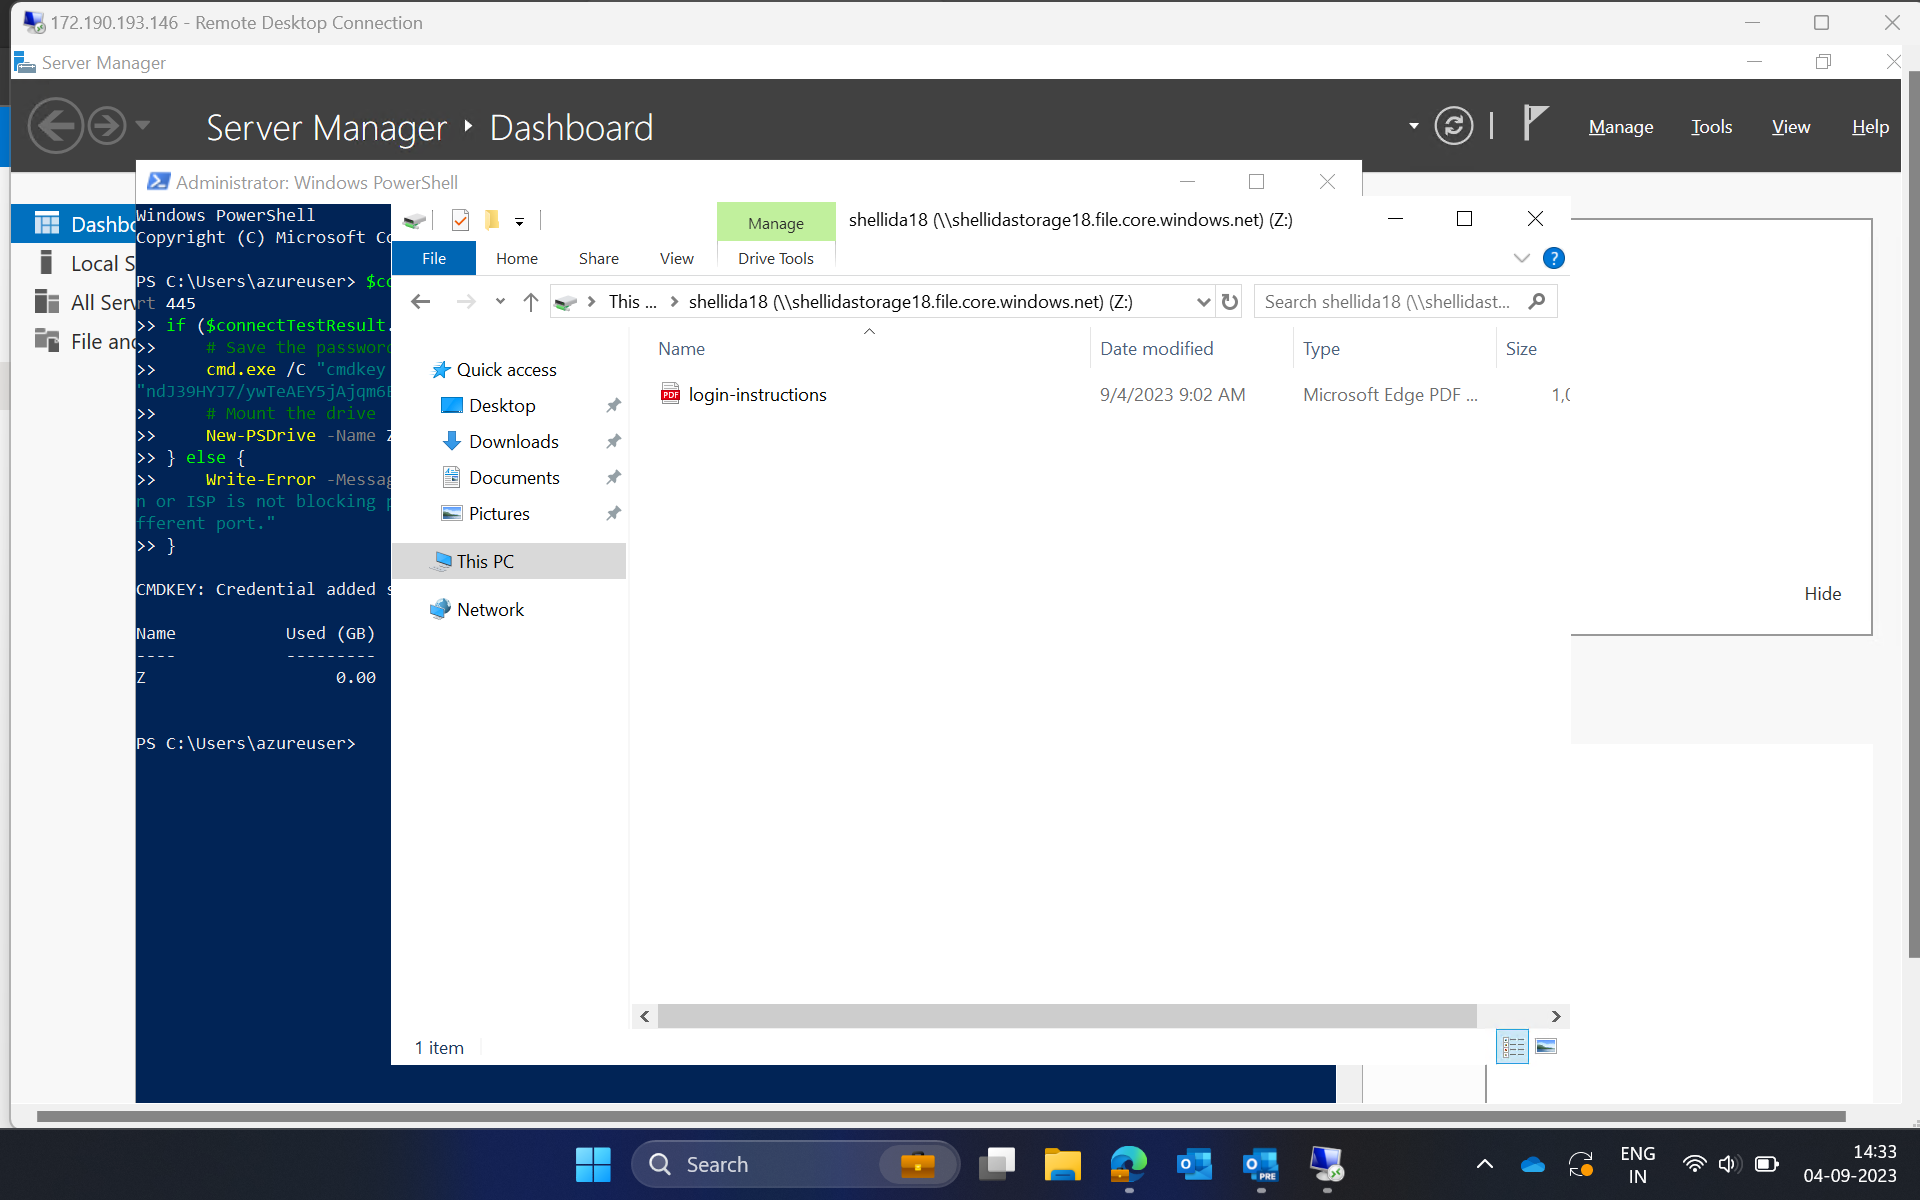 172.190.193.146 - Remote Desktop Connection
Server Manager
Server Manager Dashboard
Manage Tools View Help
Administrator: Windows PowerShell
Dashbo
Local S
All Serv
File and
Windows PowerShell
Copyright (C) Microsoft Co
PS C:\Users\azureuser> $co
rt 445
>> if ($connectTestResult.
>> # Save the password
>> cmd.exe /C "cmdkey
"ndJ39HYJ7/ywTeAEY5jAjqm6E
>> # Mount the drive
>> New-PSDrive -Name Z
>> } else {
>> Write-Error -Messag
n or ISP is not blocking p
fferent port."
>> }
CMDKEY: Credential added s
Name Used (GB)
---- ---------
Z 0.00
PS C:\Users\azureuser>
Manage
shellida18 (\\shellidastorage18.file.core.windows.net) (Z:)
File Home Share View Drive Tools
This ... shellida18 (\\shellidastorage18.file.core.windows.net) (Z:)
Search shellida18 (\\shellidast...
Name Date modified Type Size
Quick access
Desktop
Downloads
Documents
Pictures
This PC
Network
login-instructions 9/4/2023 9:02 AM Microsoft Edge PDF ... 1,0
1 item
Hide
Search
PRE
ENG
IN
14:33
04-09-2023